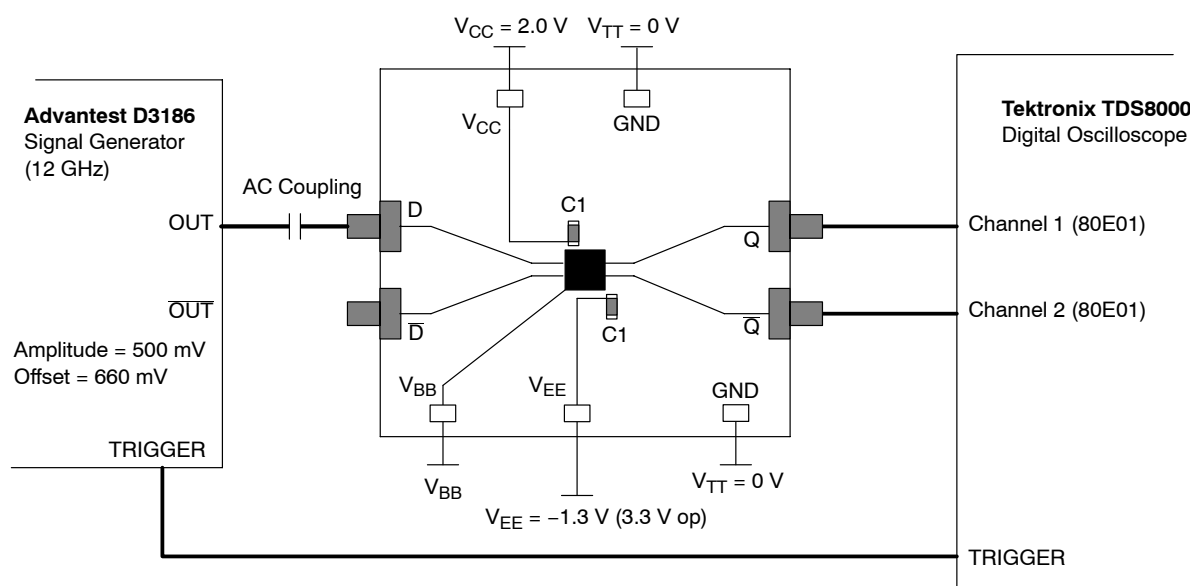 V_CC = 2.0 V
V_TT = 0 V
Advantest D3186
Signal Generator
(12 GHz)
Tektronix TDS8000
Digital Oscilloscope
V_CC
GND
AC Coupling
OUT
D
C1
Q
Channel 1 (80E01)
O̅U̅T̅
D̅
C1
Q̅
Channel 2 (80E01)
Amplitude = 500 mV
Offset = 660 mV
V_BB
V_EE
GND
TRIGGER
V_BB
V_TT = 0 V
V_EE = −1.3 V (3.3 V op)
TRIGGER